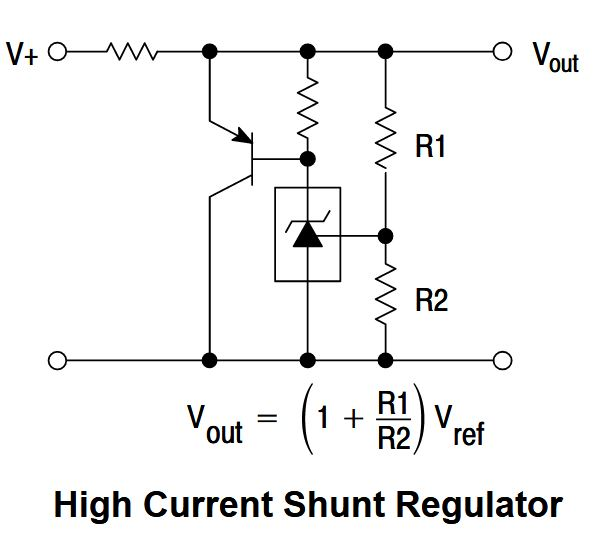 V+
Vout
R1
R2
Vout = (1 + R1/R2) Vref
High Current Shunt Regulator